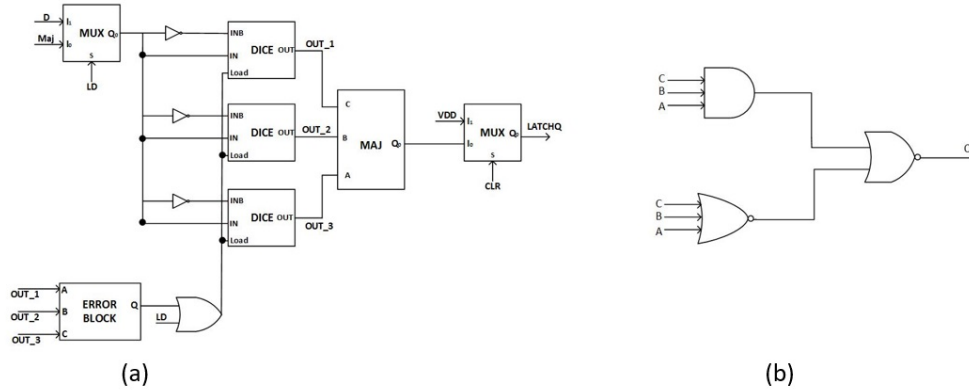 D
I₁
MUX
Q₀
Maj
I₀
S
LD
INB
DICE
OUT
OUT_1
IN
Load
INB
DICE
OUT
OUT_2
IN
Load
INB
DICE
OUT
OUT_3
IN
Load
C
B
MAJ
Q₀
A
VDD
I₁
MUX
Q₀
LATCHQ
I₀
S
CLR
OUT_1
A
ERROR
BLOCK
Q
OUT_2
B
OUT_3
C
LD
(a)
C
B
A
C
B
A
(b)